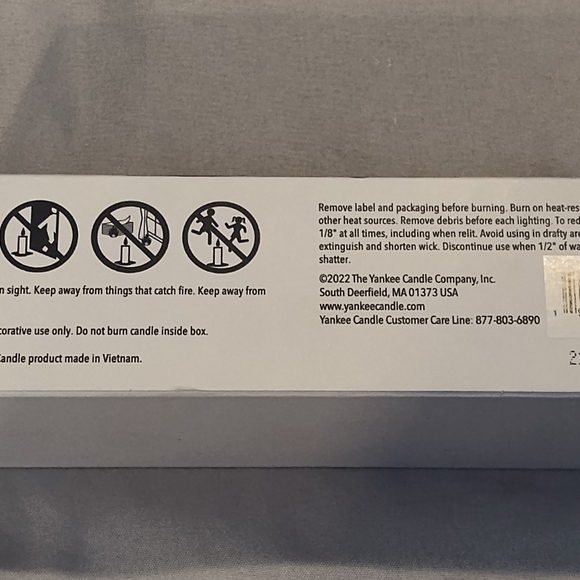 n sight. Keep away from things that catch fire. Keep away from
corative use only. Do not burn candle inside box.
Candle product made in Vietnam.
Remove label and packaging before burning. Burn on heat-res
other heat sources. Remove debris before each lighting. To red
1/8" at all times, including when relit. Avoid using in drafty are
extinguish and shorten wick. Discontinue use when 1/2" of wa
shatter.
©2022 The Yankee Candle Company, Inc.
South Deerfield, MA 01373 USA
www.yankeecandle.com
Yankee Candle Customer Care Line: 877-803-6890